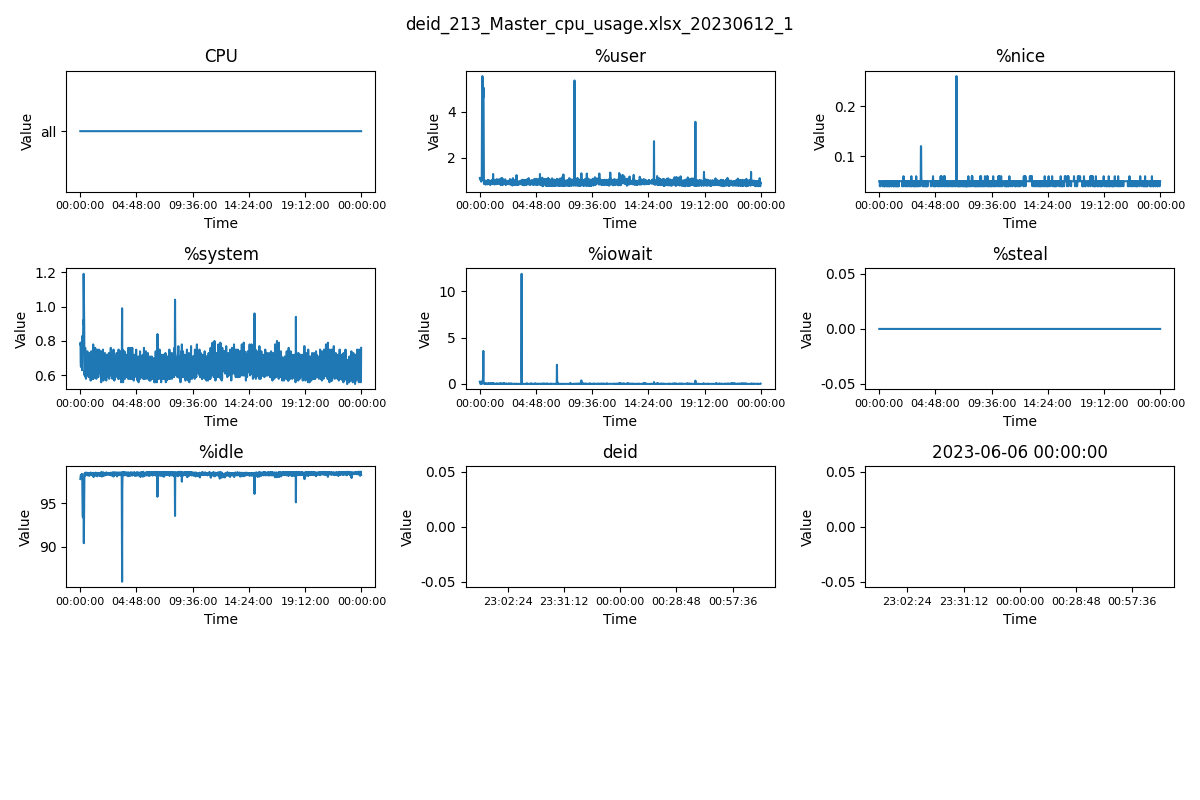 deid_213_Master_cpu_usage.xlsx_20230612_1
CPU
Value
all
00:00:00 04:48:00 09:36:00 14:24:00 19:12:00 00:00:00
Time
%user
Value
4
2
00:00:00 04:48:00 09:36:00 14:24:00 19:12:00 00:00:00
Time
%nice
Value
0.2
0.1
00:00:00 04:48:00 09:36:00 14:24:00 19:12:00 00:00:00
Time
%system
Value
1.2
1.0
0.8
0.6
00:00:00 04:48:00 09:36:00 14:24:00 19:12:00 00:00:00
Time
%iowait
Value
10
5
0
00:00:00 04:48:00 09:36:00 14:24:00 19:12:00 00:00:00
Time
%steal
Value
0.05
0.00
-0.05
00:00:00 04:48:00 09:36:00 14:24:00 19:12:00 00:00:00
Time
%idle
Value
95
90
00:00:00 04:48:00 09:36:00 14:24:00 19:12:00 00:00:00
Time
deid
Value
0.05
0.00
-0.05
23:02:24 23:31:12 00:00:00 00:28:48 00:57:36
Time
2023-06-06 00:00:00
Value
0.05
0.00
-0.05
23:02:24 23:31:12 00:00:00 00:28:48 00:57:36
Time